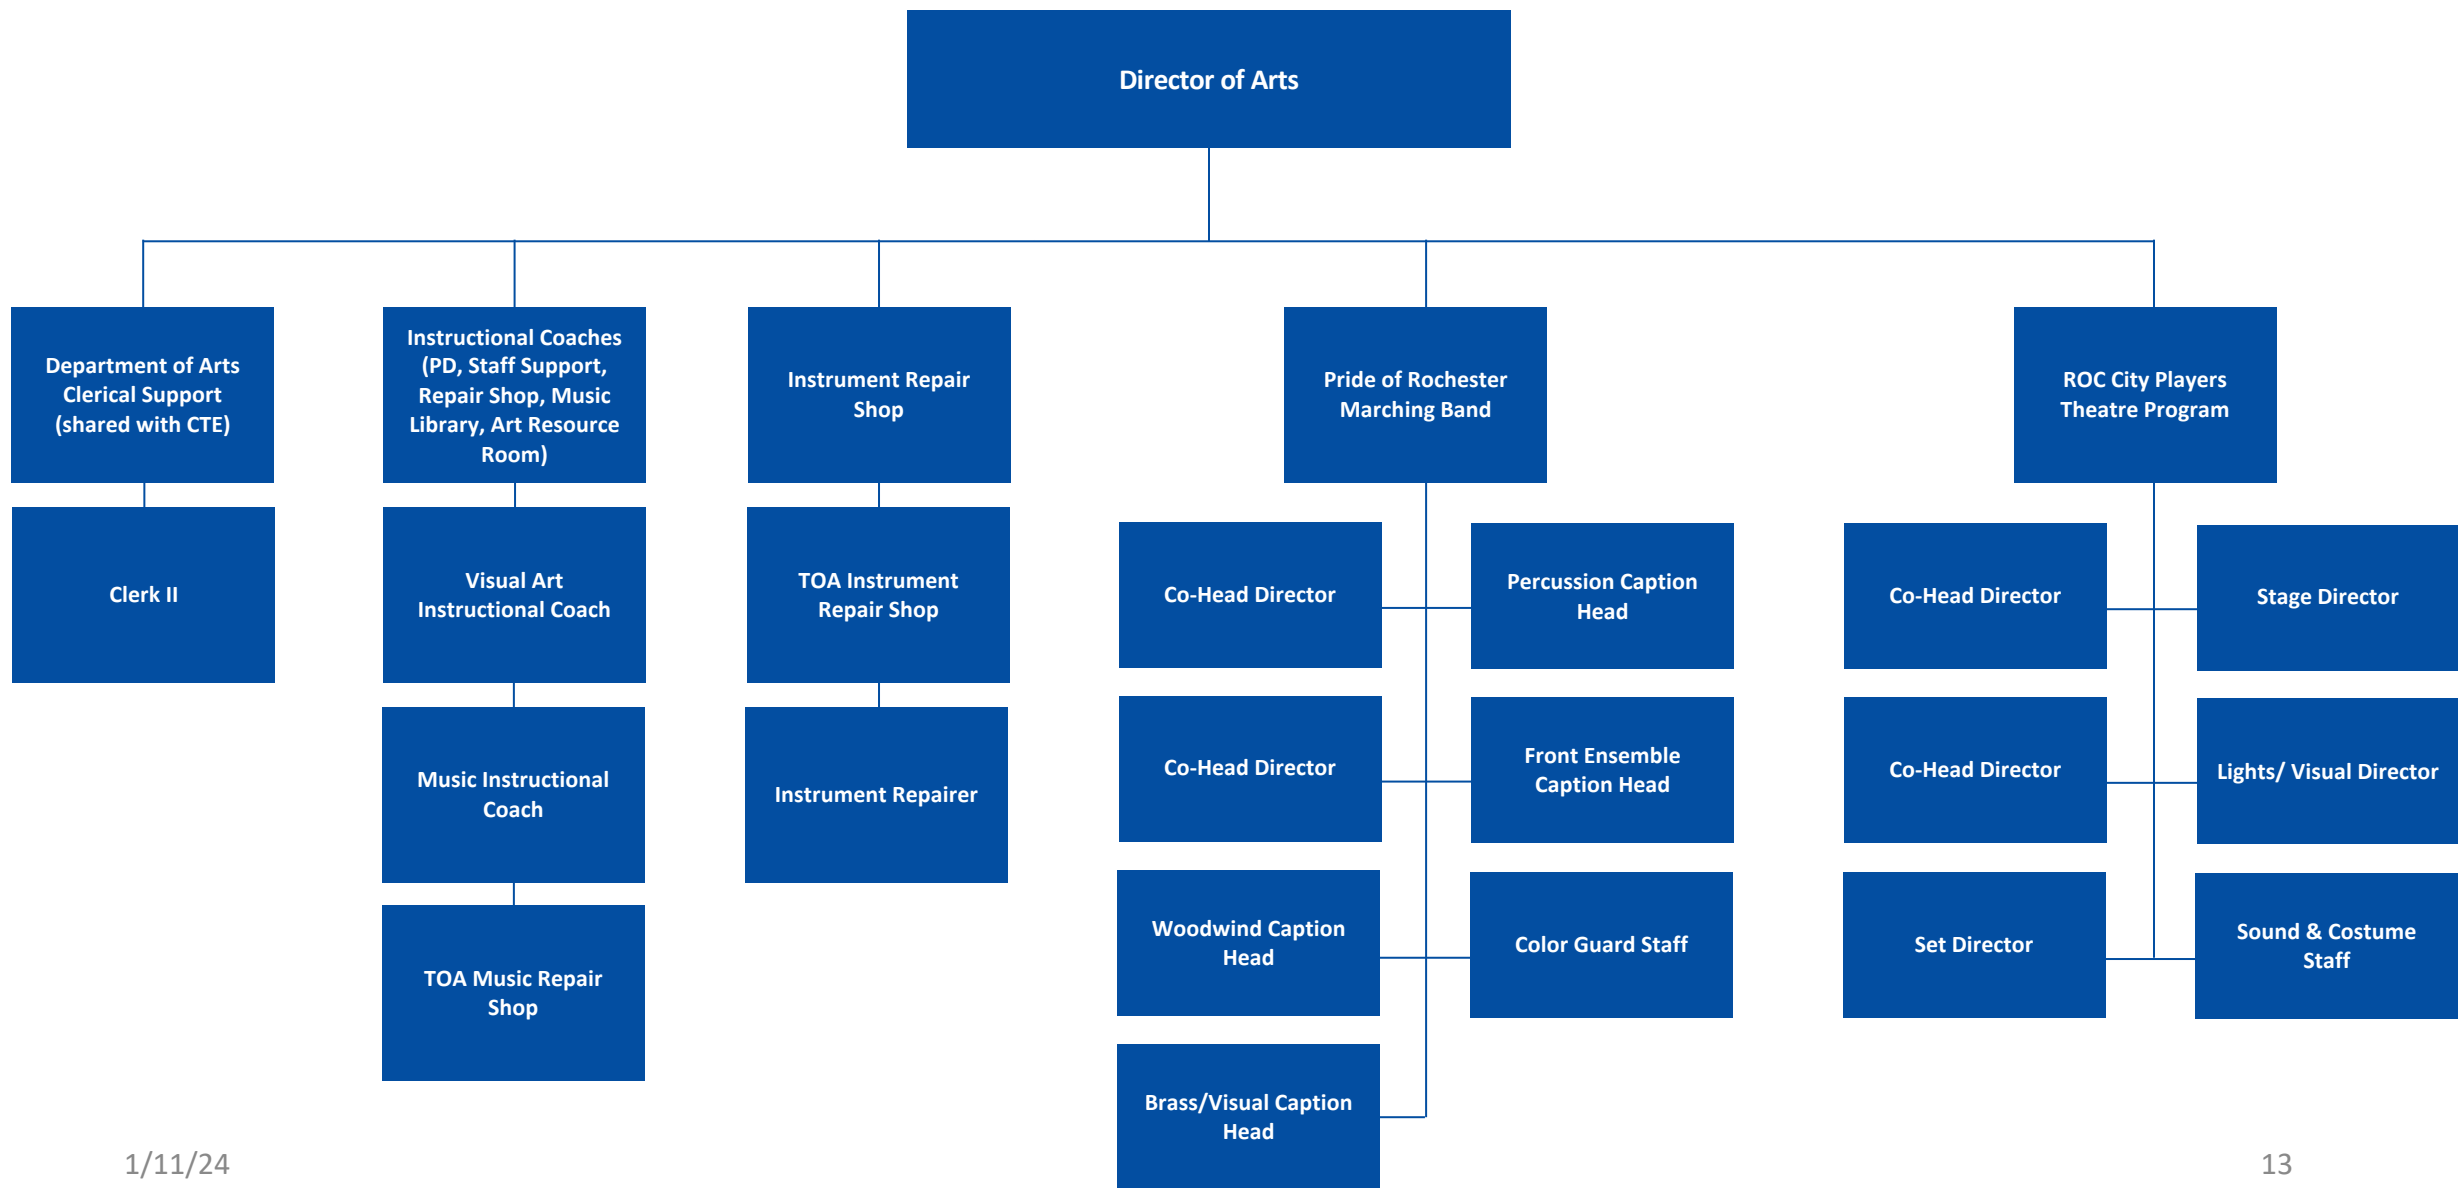 Director of Arts
Department of Arts
Clerical Support
(shared with CTE)
Instructional Coaches
(PD, Staff Support,
Repair Shop, Music
Library, Art Resource
Room)
Instrument Repair
Shop
Pride of Rochester
Marching Band
ROC City Players
Theatre Program
Clerk II
Visual Art
Instructional Coach
Music Instructional
Coach
TOA Music Repair
Shop
TOA Instrument
Repair Shop
Instrument Repairer
Co-Head Director
Percussion Caption
Head
Co-Head Director
Front Ensemble
Caption Head
Woodwind Caption
Head
Color Guard Staff
Brass/Visual Caption
Head
Co-Head Director
Stage Director
Co-Head Director
Lights/ Visual Director
Set Director
Sound & Costume
Staff
1/11/24
13